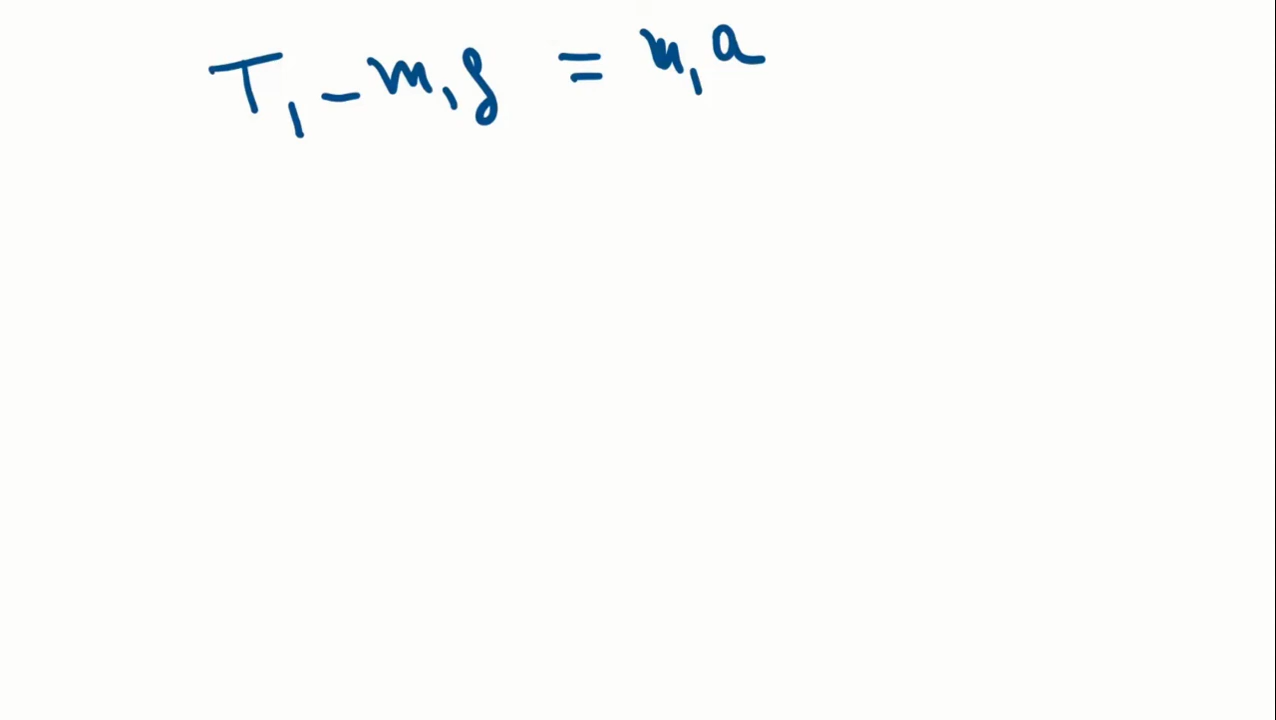 T₁ - m₁g = m₁a